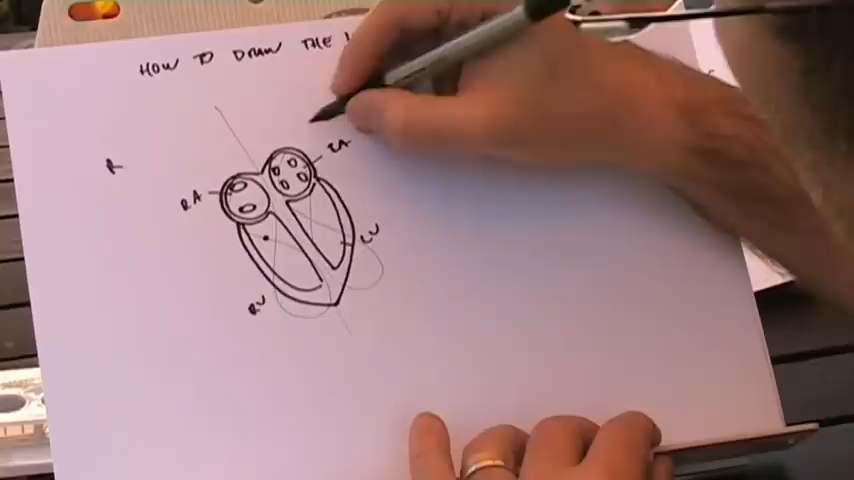 HOW TO DRAW THE
R
LA
RA
LV
RV